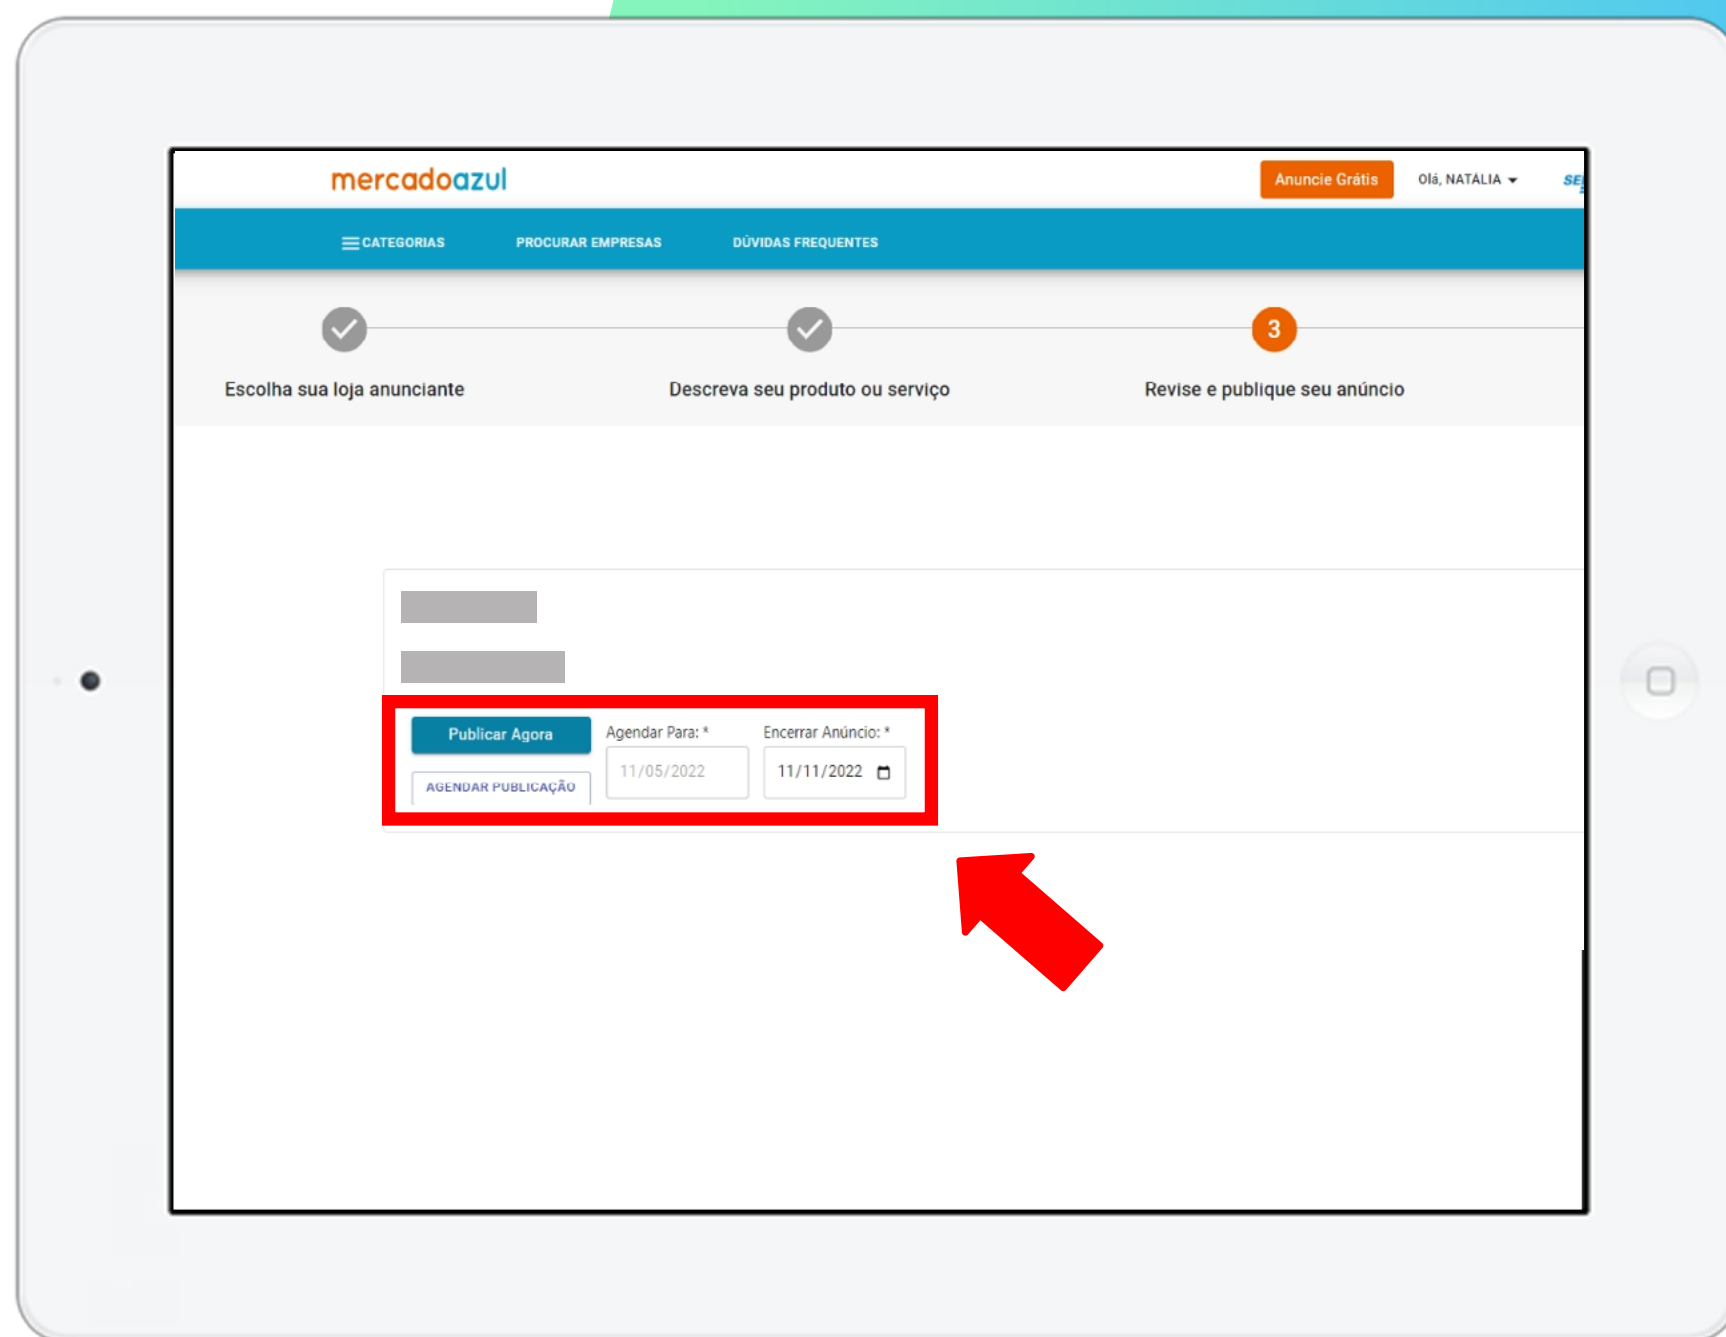 mercadoazul
Anuncie Grátis
Olá, NATÁLIA
CATEGORIAS
PROCURAR EMPRESAS
DÚVIDAS FREQUENTES
3
Escolha sua loja anunciante
Descreva seu produto ou serviço
Revise e publique seu anúncio
Publicar Agora
Agendar Para: *
Encerrar Anúncio: *
11/05/2022
11/11/2022
AGENDAR PUBLICAÇÃO